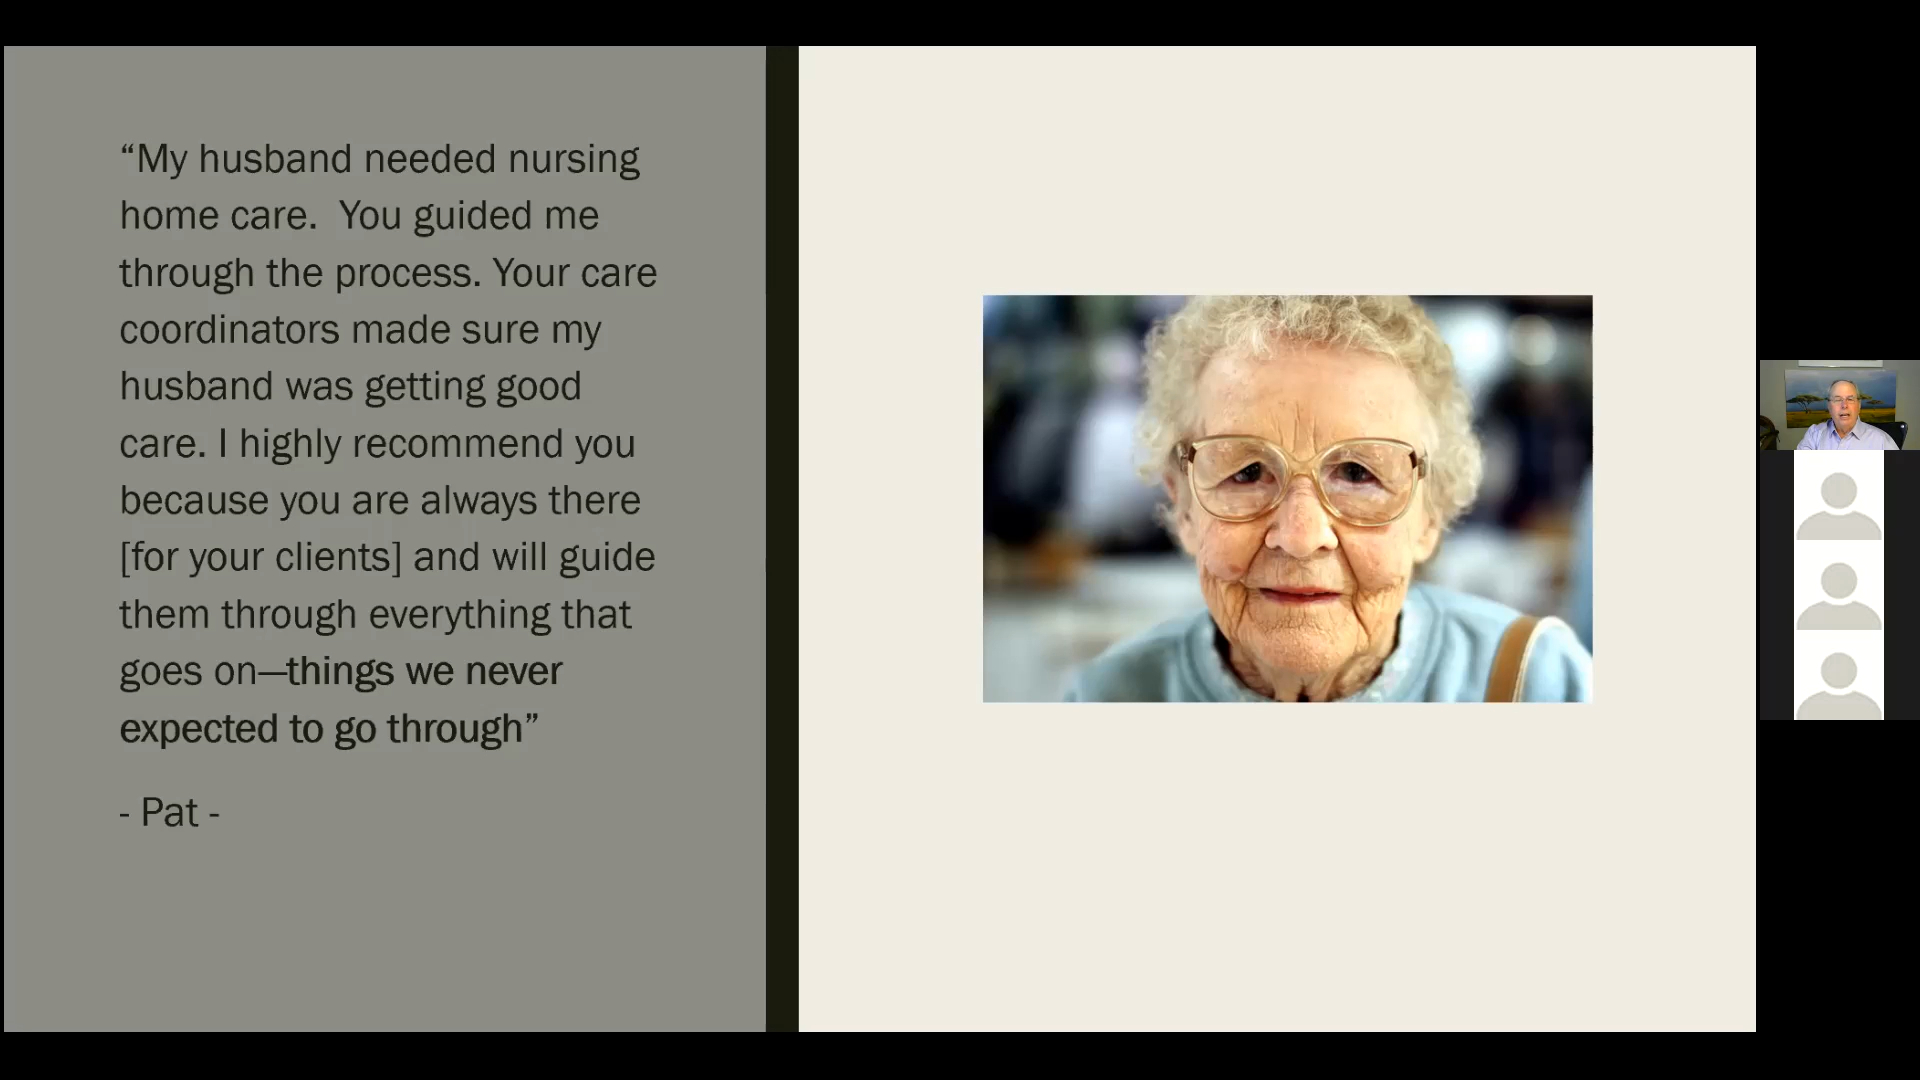 “My husband needed nursing
home care.  You guided me
through the process. Your care
coordinators made sure my
husband was getting good
care. I highly recommend you
because you are always there
[for your clients] and will guide
them through everything that
goes on—things we never
expected to go through”
- Pat -